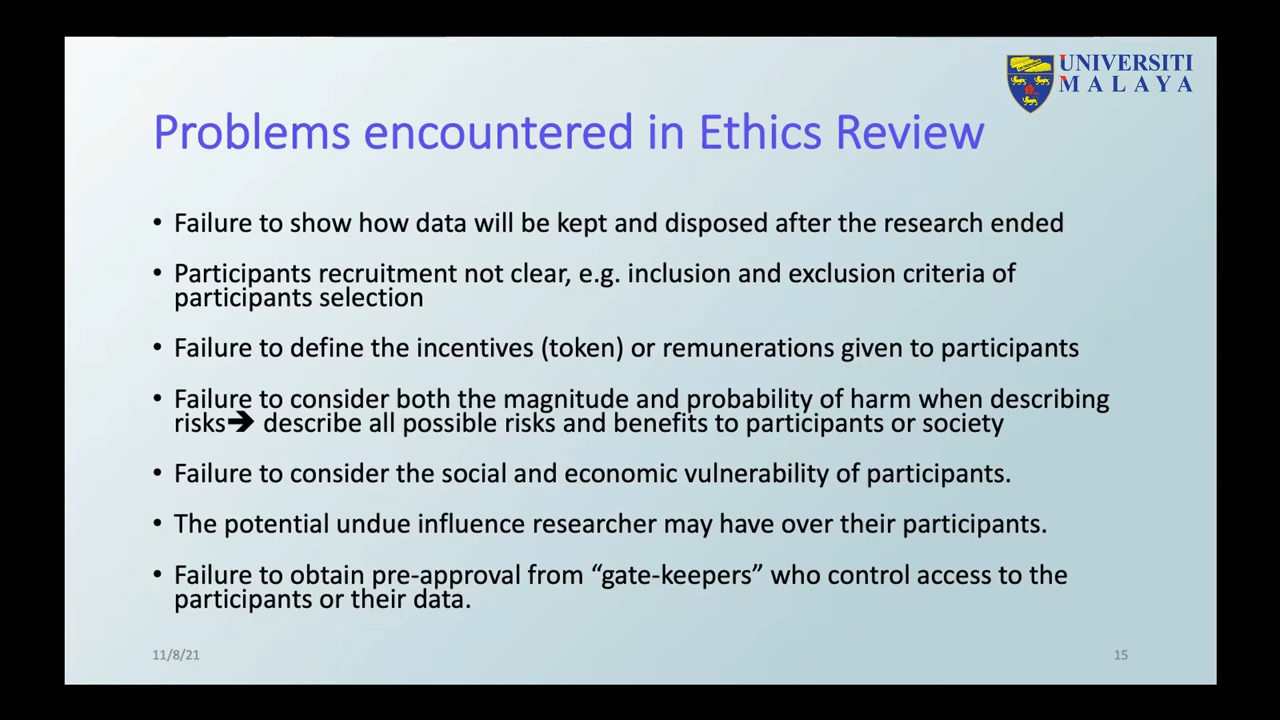 UNIVERSITI
MALAYA
Problems encountered in Ethics Review
• Failure to show how data will be kept and disposed after the research ended
• Participants recruitment not clear, e.g. inclusion and exclusion criteria of
participants selection
• Failure to define the incentives (token) or remunerations given to participants
• Failure to consider both the magnitude and probability of harm when describing
risks➔ describe all possible risks and benefits to participants or society
• Failure to consider the social and economic vulnerability of participants.
• The potential undue influence researcher may have over their participants.
• Failure to obtain pre-approval from “gate-keepers” who control access to the
participants or their data.
11/8/21
15